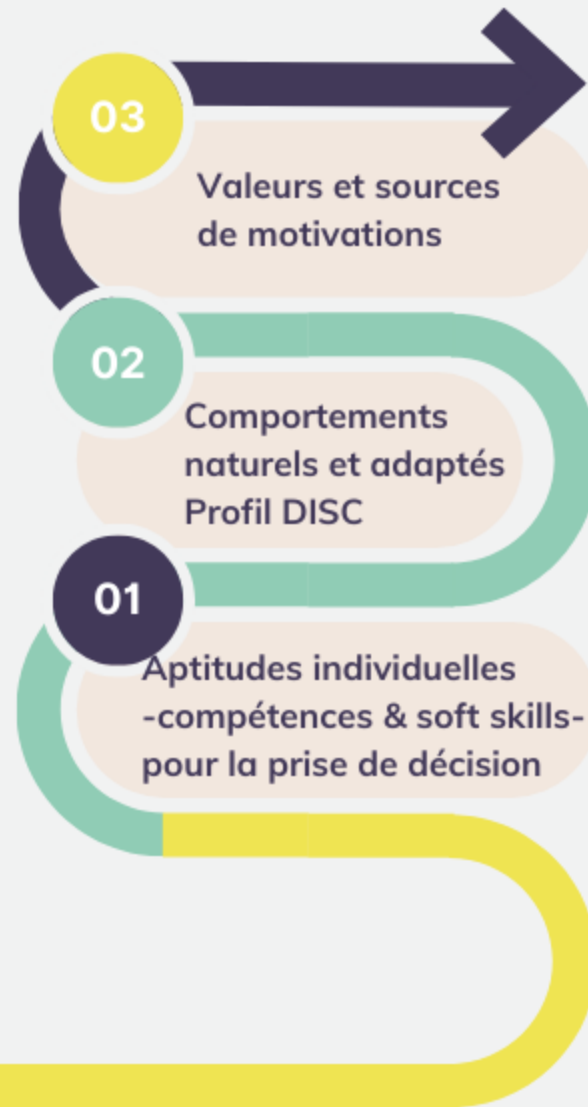 03
Valeurs et sources
de motivations
02
Comportements
naturels et adaptés
Profil DISC
01
Aptitudes individuelles
-compétences & soft skills-
pour la prise de décision